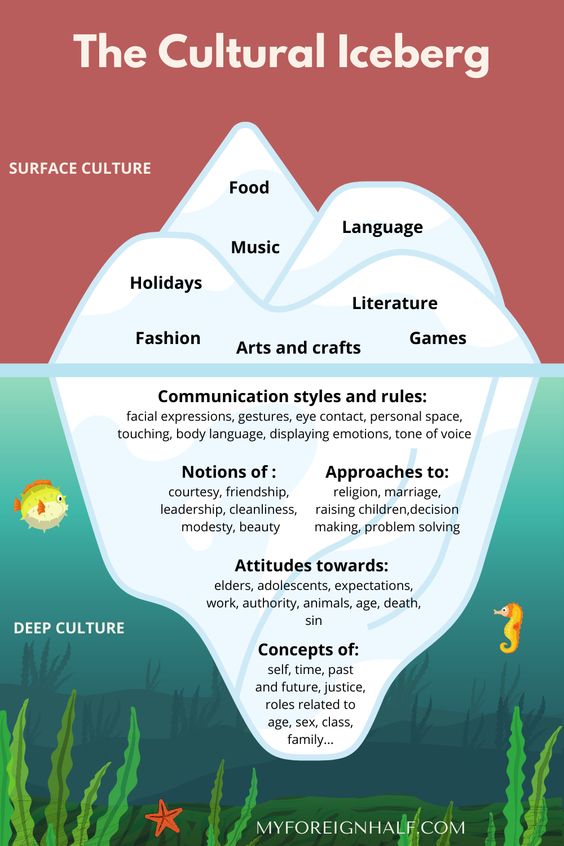 The Cultural Iceberg
SURFACE CULTURE
Food
Music
Language
Holidays
Literature
Fashion
Arts and crafts
Games
Communication styles and rules:
facial expressions, gestures, eye contact, personal space,
touching, body language, displaying emotions, tone of voice
Notions of :
courtesy, friendship,
leadership, cleanliness,
modesty, beauty
Approaches to:
religion, marriage,
raising children,decision
making, problem solving
Attitudes towards:
elders, adolescents, expectations,
work, authority, animals, age, death,
sin
DEEP CULTURE
Concepts of:
self, time, past
and future, justice,
roles related to
age, sex, class,
family...
MYFOREIGNHALF.COM